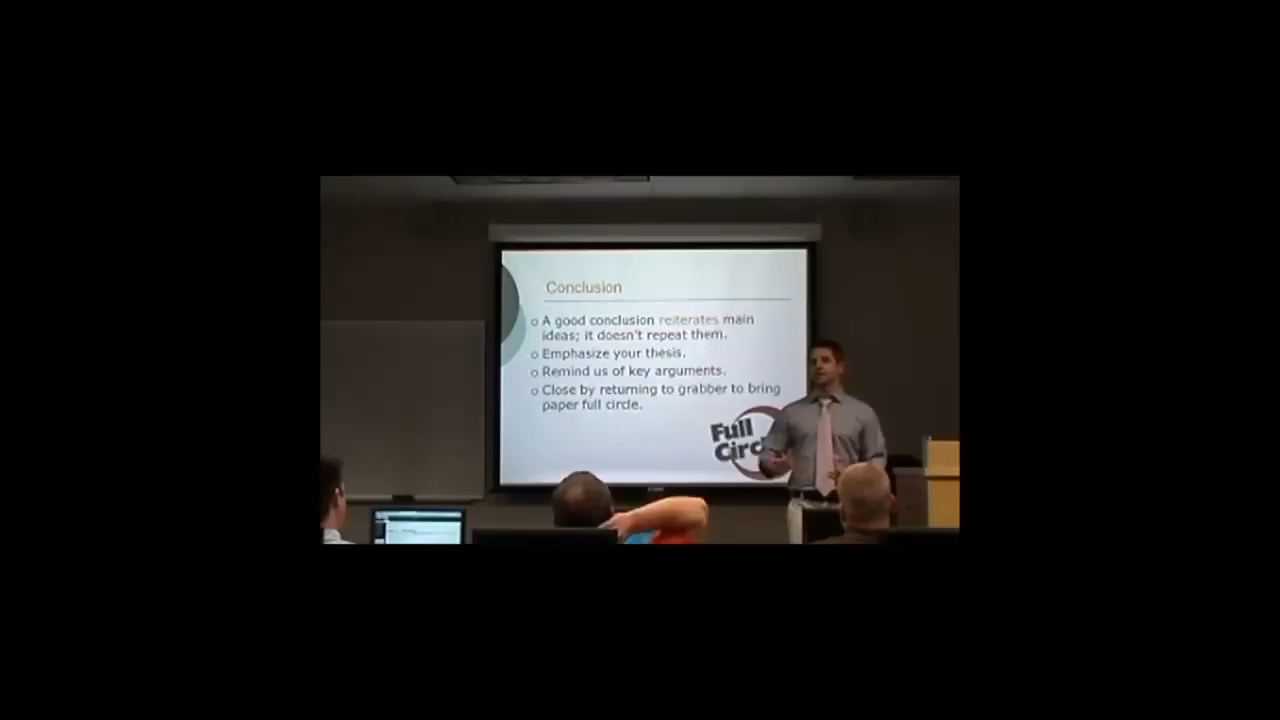 Conclusion
o A good conclusion reiterates main
ideas; it doesn't repeat them.
o Emphasize your thesis.
o Remind us of key arguments.
o Close by returning to grabber to bring
paper full circle.
Full